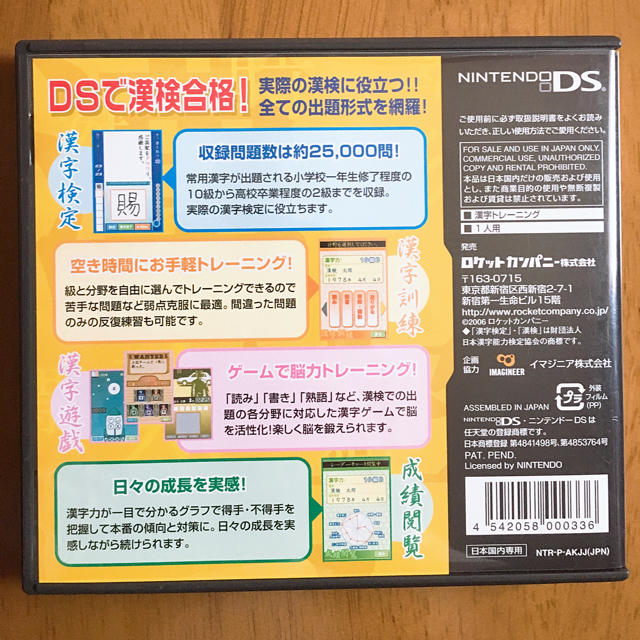 DSで漢検合格！
実際の漢検に役立つ!!
全ての出題形式を網羅！
漢字検定
賜
収録問題数は約25,000問！
常用漢字が出題される小学校一年生修了程度の
10級から高校卒業程度の2級までを収録。
実際の漢字検定に役立ちます。
空き時間にお手軽トレーニング！
級と分野を自由に選んでトレーニングできるので
苦手な問題など弱点克服に最適。間違った問題
のみの反復練習も可能です。
漢字訓練
漢字遊戯
WANTED
ゲームで脳力トレーニング！
「読み」「書き」「熟語」など、漢検での出
題の各分野に対応した漢字ゲームで脳
を活性化！楽しく脳を鍛えられます。
日々の成長を実感！
漢字力が一目で分かるグラフで得手・不得手を
把握して本番の傾向と対策に。日々の成長を実
感しながら続けられます。
成績閲覧
NINTENDO DS
ご使用前に必ず取扱説明書をよくお読み
いただき、正しい使用方法でご愛用ください。
FOR SALE AND USE IN JAPAN ONLY.
COMMERCIAL USE, UNAUTHORIZED
COPY AND RENTAL PROHIBITED.
本品は日本国内だけの販売および使用
とし、また商業目的の使用や無断複製
および賃貸は禁止されています。
漢字トレーニング
1人用
発売
ロケットカンパニー株式会社
〒163-0715
東京都新宿区西新宿2-7-1
新宿第一生命ビル15階
http://www.rocketcompany.co.jp/
©2006 ロケットカンパニー
◆「漢字検定」・「漢検」は財団法人
日本漢字能力検定協会の商標です。
企画
協力
IMAGINEER
イマジニア株式会社
プラ
外装
フィルム
(PP)
ASSEMBLED IN JAPAN
NINTENDO DS・ニンテンドーDSは
任天堂の登録商標です。
日本商標登録 第4841498号、第4853764号
PAT. PEND.
Licensed by NINTENDO
4 542058 000336
日本国内専用
NTR-P-AKJJ(JPN)